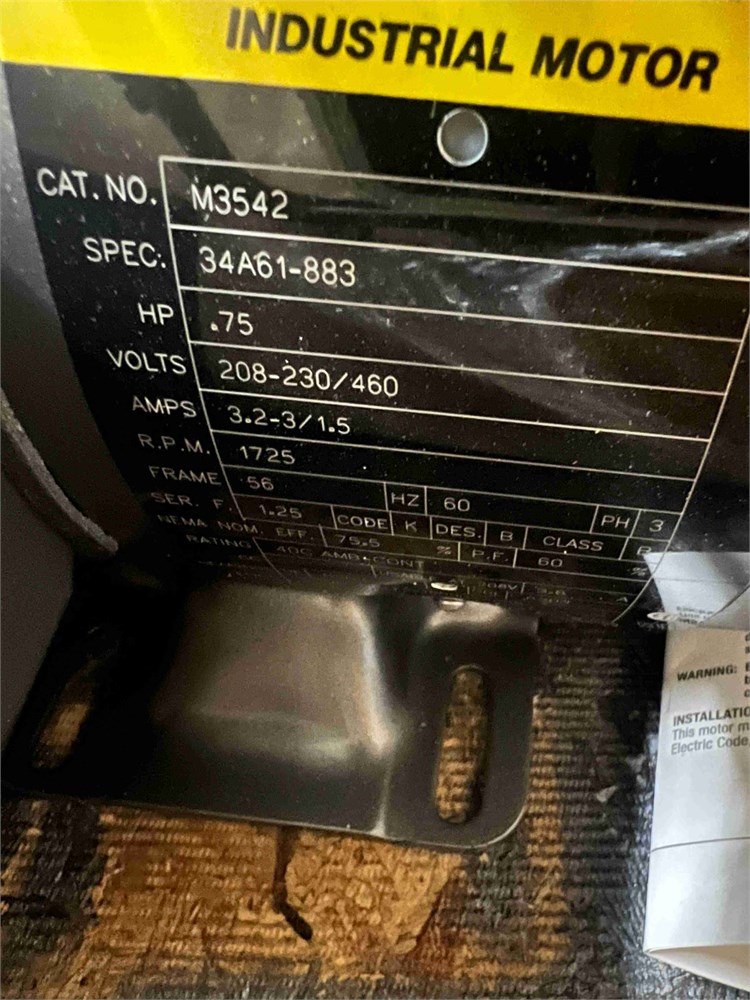 INDUSTRIAL MOTOR
CAT. NO. M3542
SPEC. 34A61-883
HP .75
VOLTS 208-230/460
AMPS 3.2-3/1.5
R.P.M. 1725
FRAME 56 HZ 60 PH 3
SER. F. 1.25 CODE K DES. B CLASS
NEMA NOM. EFF. 75.5 % P.F. 60 %
RATING 40C AMB-CONT
WARNING:
INSTALLATIO
This motor m
Electric Code